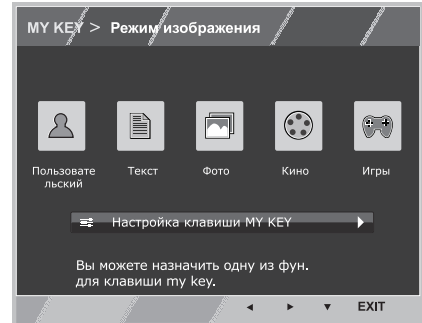 MY KEY > Режим изображения
Пользовате
льский
Текст
Фото
Кино
Игры
Настройка клавиши MY KEY
Вы можете назначить одну из фун.
для клавиши my key.
EXIT